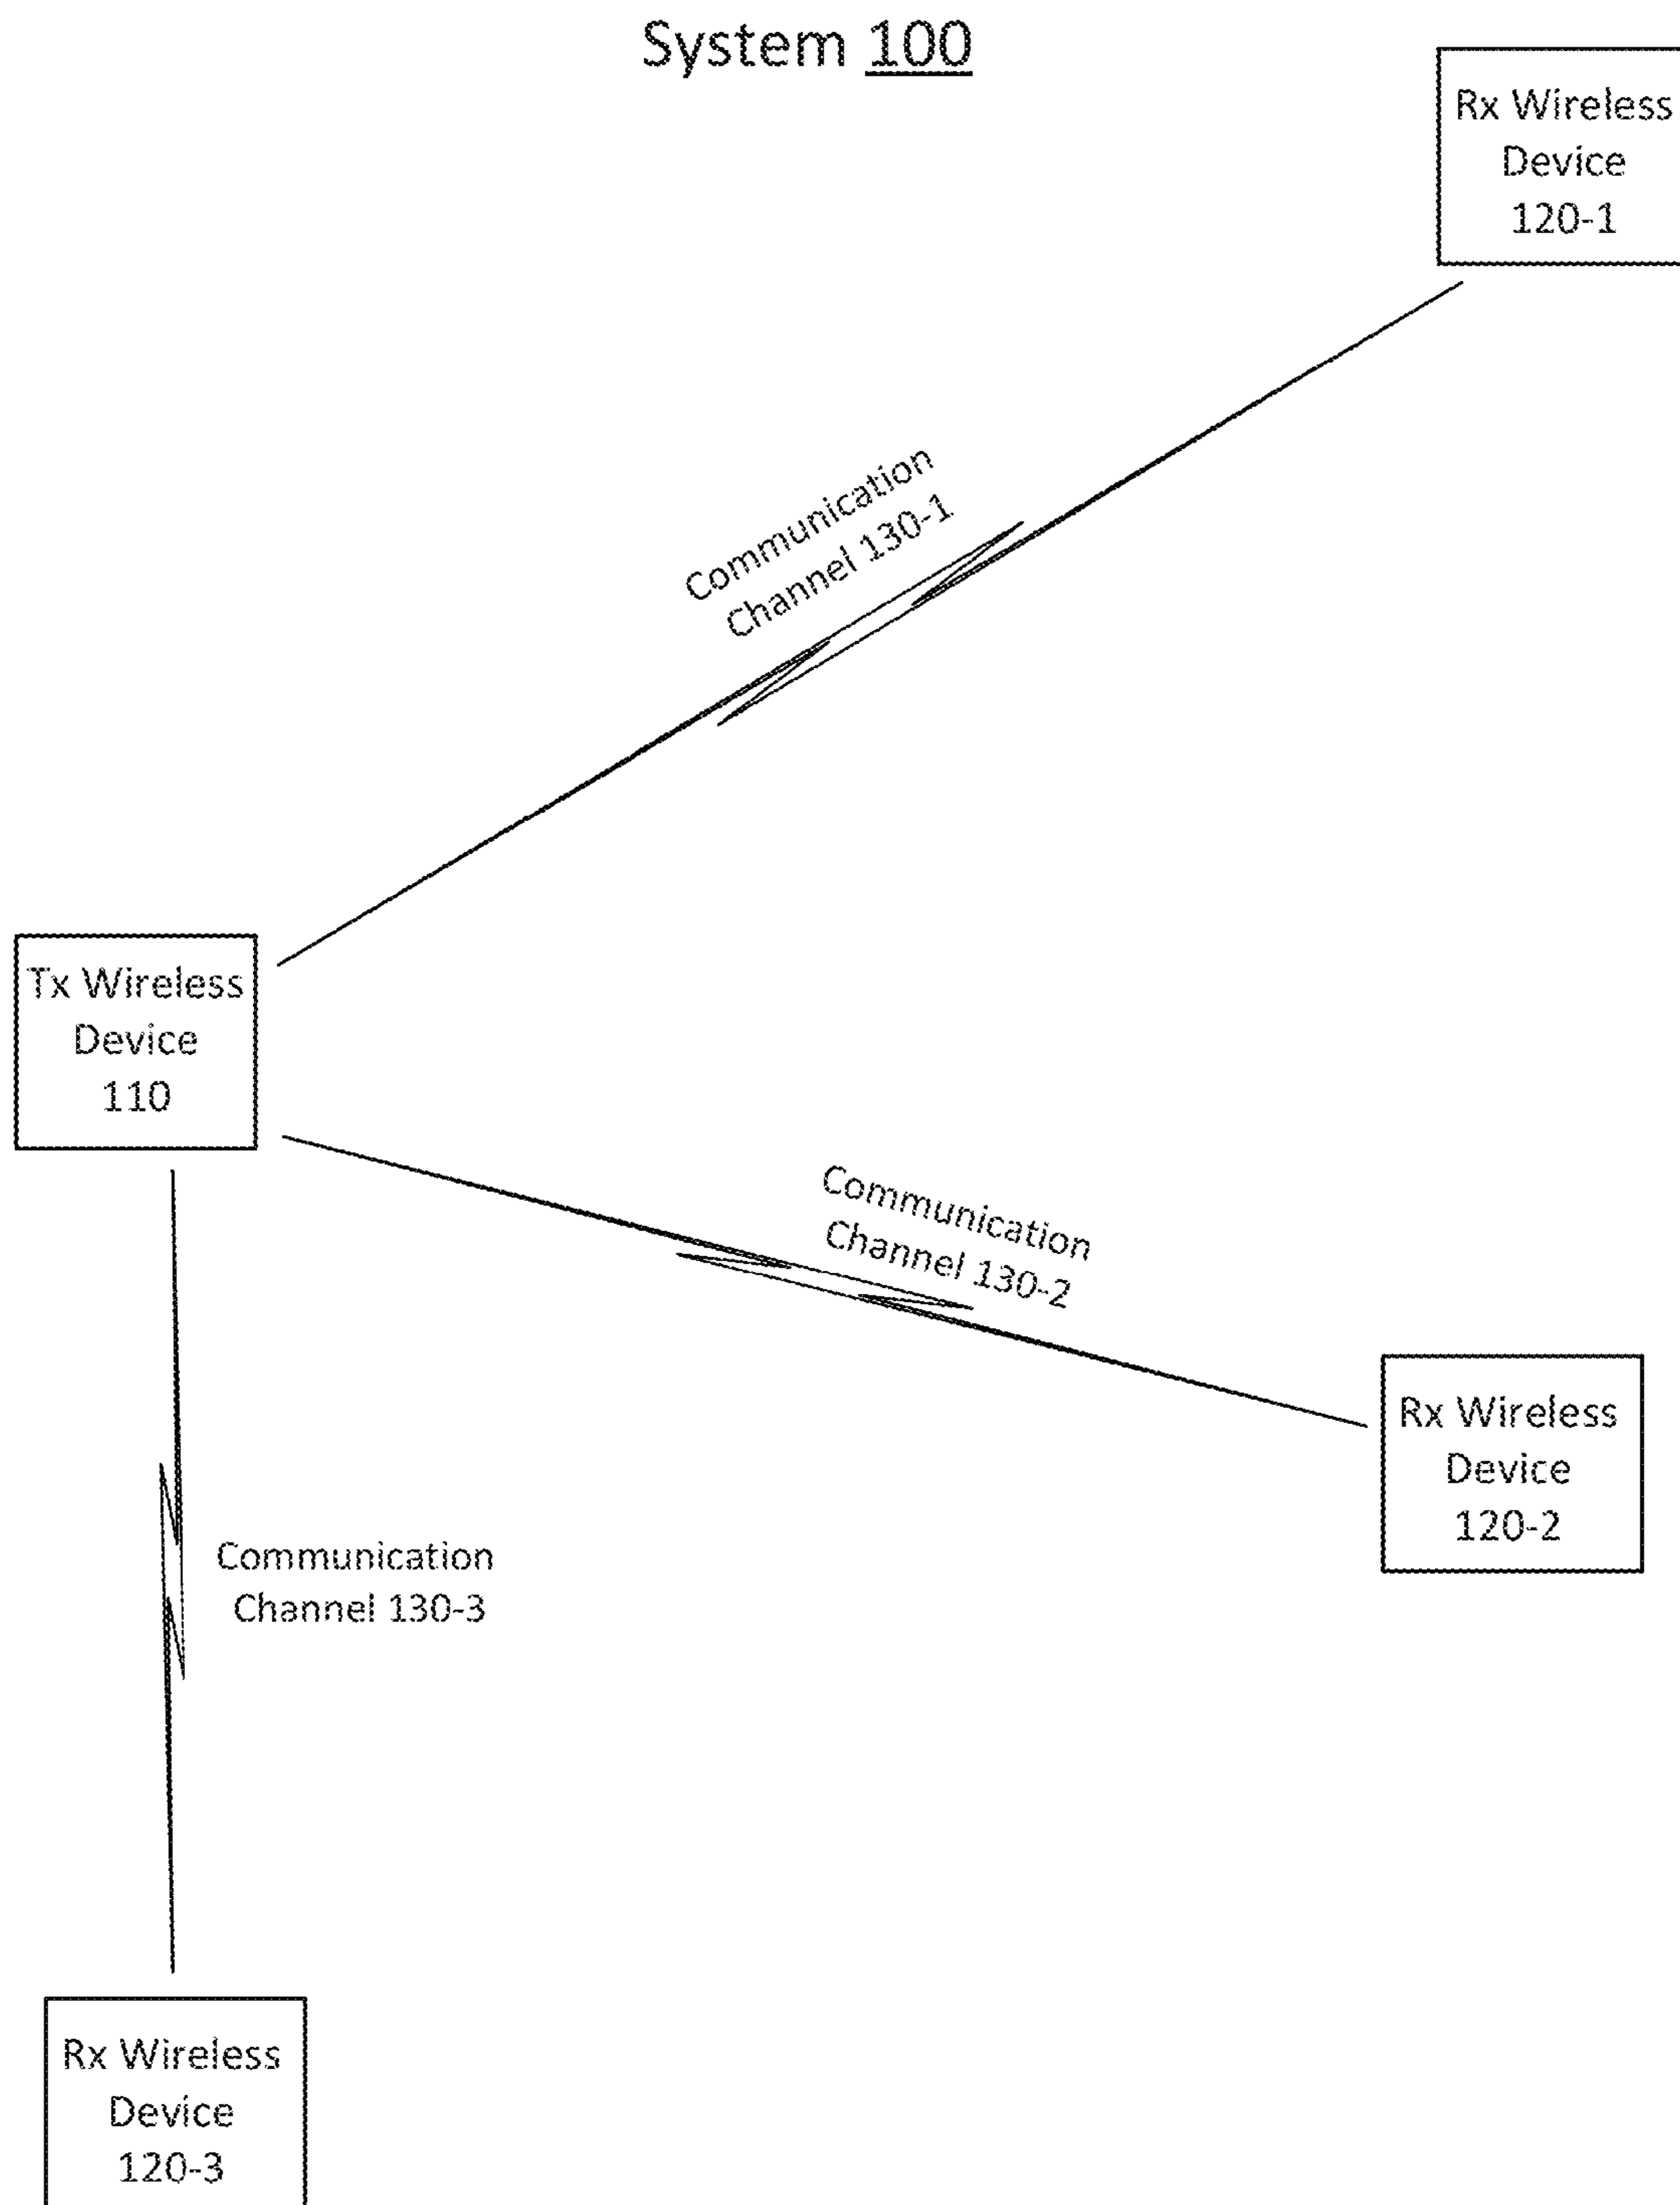 System 100
Rx Wireless
Device
120-1
Communication
Channel 130-1
Tx Wireless
Device
110
Communication
Channel 130-2
Rx Wireless
Device
120-2
Communication
Channel 130-3
Rx Wireless
Device
120-3